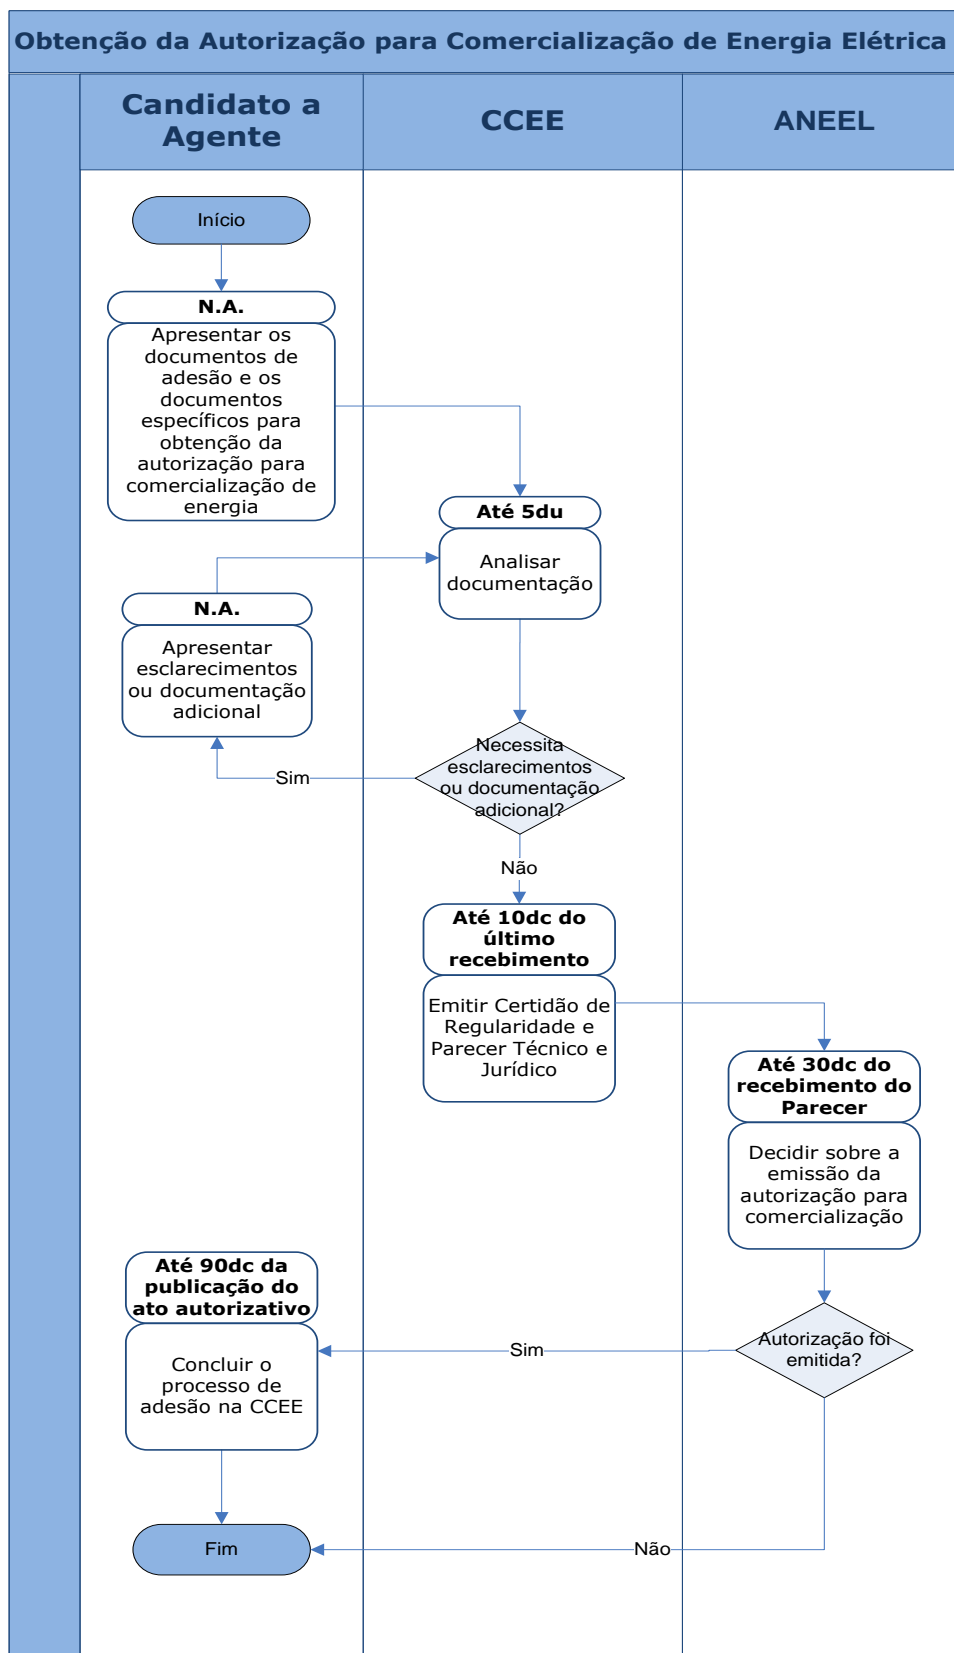 Obtenção da Autorização para Comercialização de Energia Elétrica
Candidato a
Agente
CCEE
ANEEL
Início
N.A.
Apresentar os
documentos de
adesão e os
documentos
específicos para
obtenção da
autorização para
comercialização de
energia
Até 5du
Analisar
documentação
N.A.
Apresentar
esclarecimentos
ou documentação
adicional
Necessita
esclarecimentos
ou documentação
adicional?
Sim
Não
Até 10dc do
último
recebimento
Emitir Certidão de
Regularidade e
Parecer Técnico e
Jurídico
Até 30dc do
recebimento do
Parecer
Decidir sobre a
emissão da
autorização para
comercialização
Autorização foi
emitida?
Sim
Até 90dc da
publicação do
ato autorizativo
Concluir o
processo de
adesão na CCEE
Não
Fim